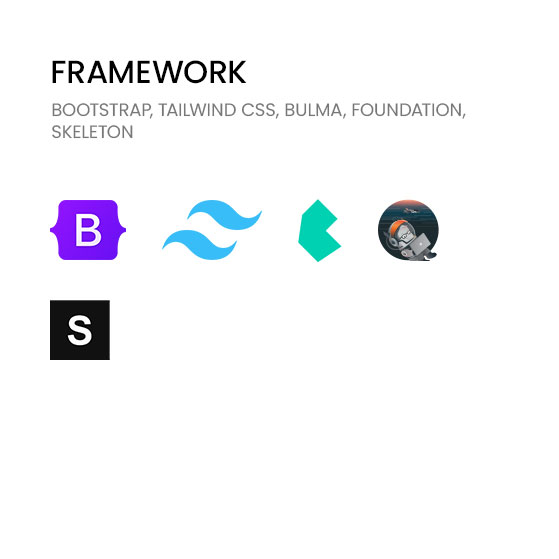 FRAMEWORK
BOOTSTRAP, TAILWIND CSS, BULMA, FOUNDATION,
SKELETON
B
S